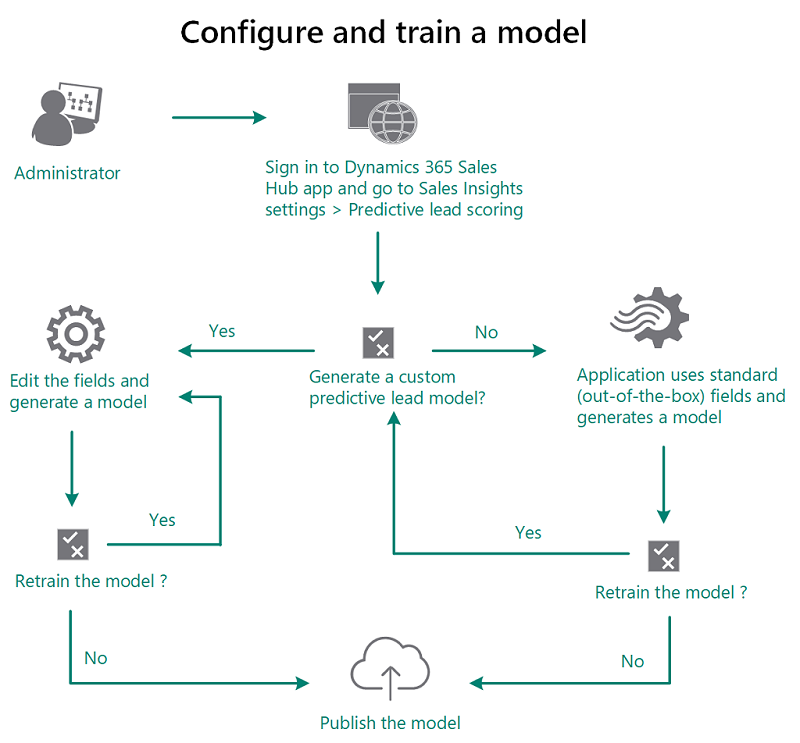 Configure and train a model
Administrator
Sign in to Dynamics 365 Sales
Hub app and go to Sales Insights
settings > Predictive lead scoring
Yes
No
Edit the fields and
generate a model
Generate a custom
predictive lead model?
Application uses standard
(out-of-the-box) fields and
generates a model
Yes
Yes
Retrain the model ?
Retrain the model ?
No
No
Publish the model